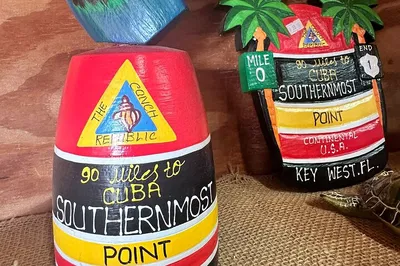 THE CONCH
REPUBLIC
90 miles to
CUBA
SOUTHERNMOST
POINT
MILE
0
END
90 miles to
CUBA
SOUTHERNMOST
POINT
CONTINENTAL
U.S.A.
KEY WEST, FL.